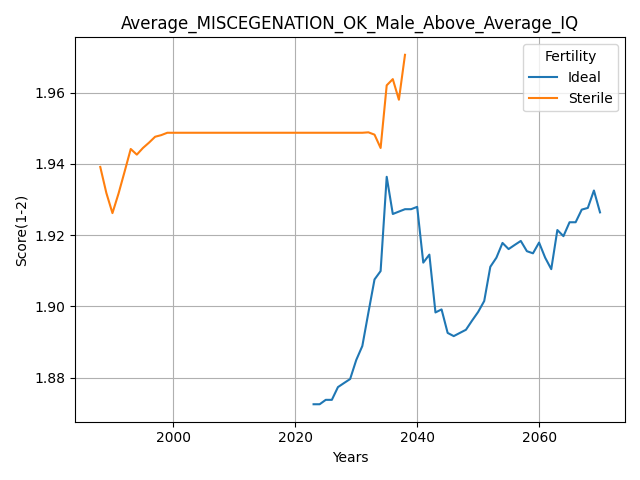 Average_MISCEGENATION_OK_Male_Above_Average_IQ
Score(1-2)
1.96
1.94
1.92
1.90
1.88
Fertility
Ideal
Sterile
2000
2020
2040
2060
Years